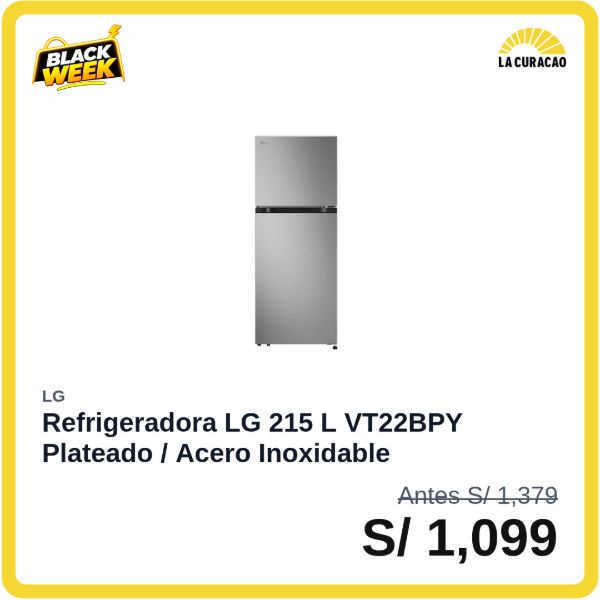 BLACK
WEEK
LA CURACAO
LG
Refrigeradora LG 215 L VT22BPY
Plateado / Acero Inoxidable
Antes S/ 1,379
S/ 1,099